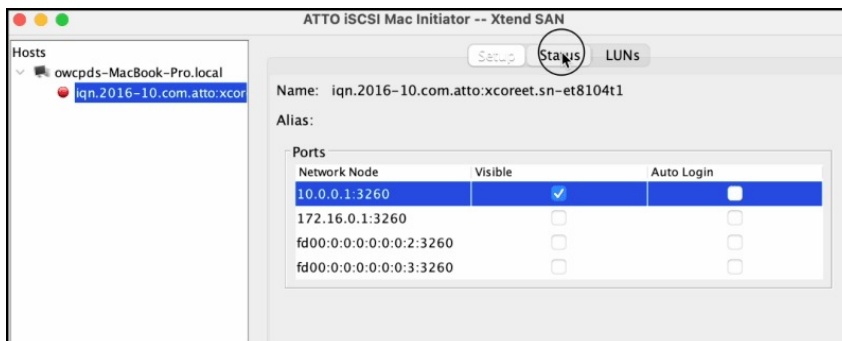 ATTO iSCSI Mac Initiator -- Xtend SAN
Hosts
owcpds-MacBook-Pro.local
iqn.2016-10.com.atto:xcor
Setup Status LUNs
Name: iqn.2016-10.com.atto:xcoreet.sn-et8104t1
Alias:
Ports
Network Node Visible Auto Login
10.0.0.1:3260
172.16.0.1:3260
fd00:0:0:0:0:0:2:3260
fd00:0:0:0:0:0:3:3260